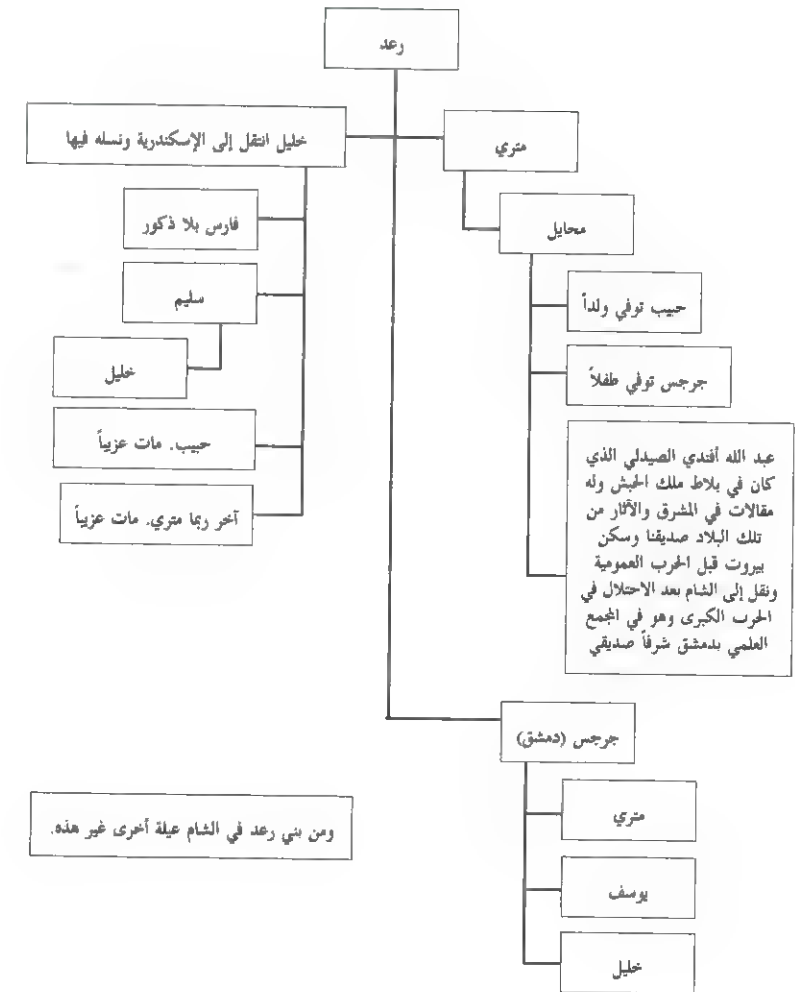 رعد
متري
خليل انتقل إلى الإسكندرية ونسله فيها
محايل
فارس بلا ذكور
سليم
حبيب توفي ولداً
خليل
جرجس توفي طفلاً
حبيب. مات عزيباً
آخر ربما متري. مات عزيباً
عبد الله أفندي الصيدلي الذي
كان في بلاط ملك الحبش وله
مقالات في المشرق والآثار من
تلك البلاد صديقنا وسكن
بيروت قبل الحرب العمومية
ونقل إلى الشام بعد الاحتلال في
الحرب الكبرى وهو في المجمع
العلمي بدمشق شرفاً صديقي
جرجس (دمشق)
متري
يوسف
خليل
ومن بني رعد في الشام عيلة أخرى غير هذه.